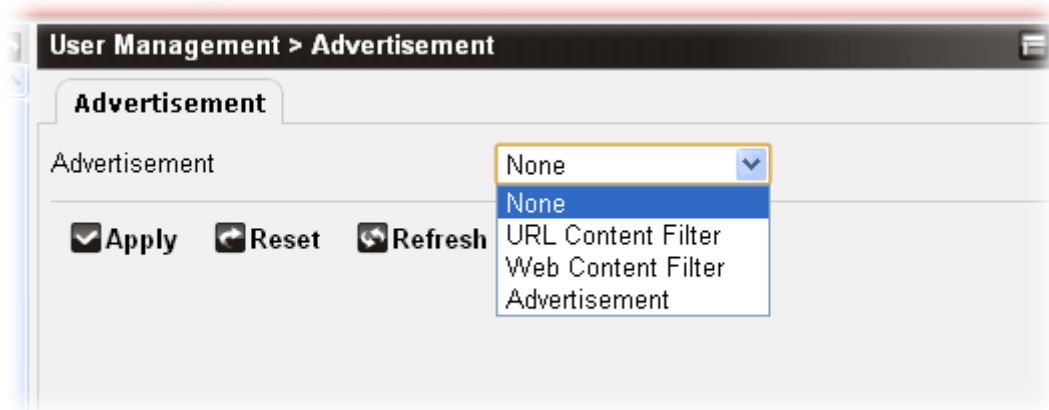 User Management > Advertisement
Advertisement
Advertisement None
None
URL Content Filter
Web Content Filter
Advertisement
Apply Reset Refresh